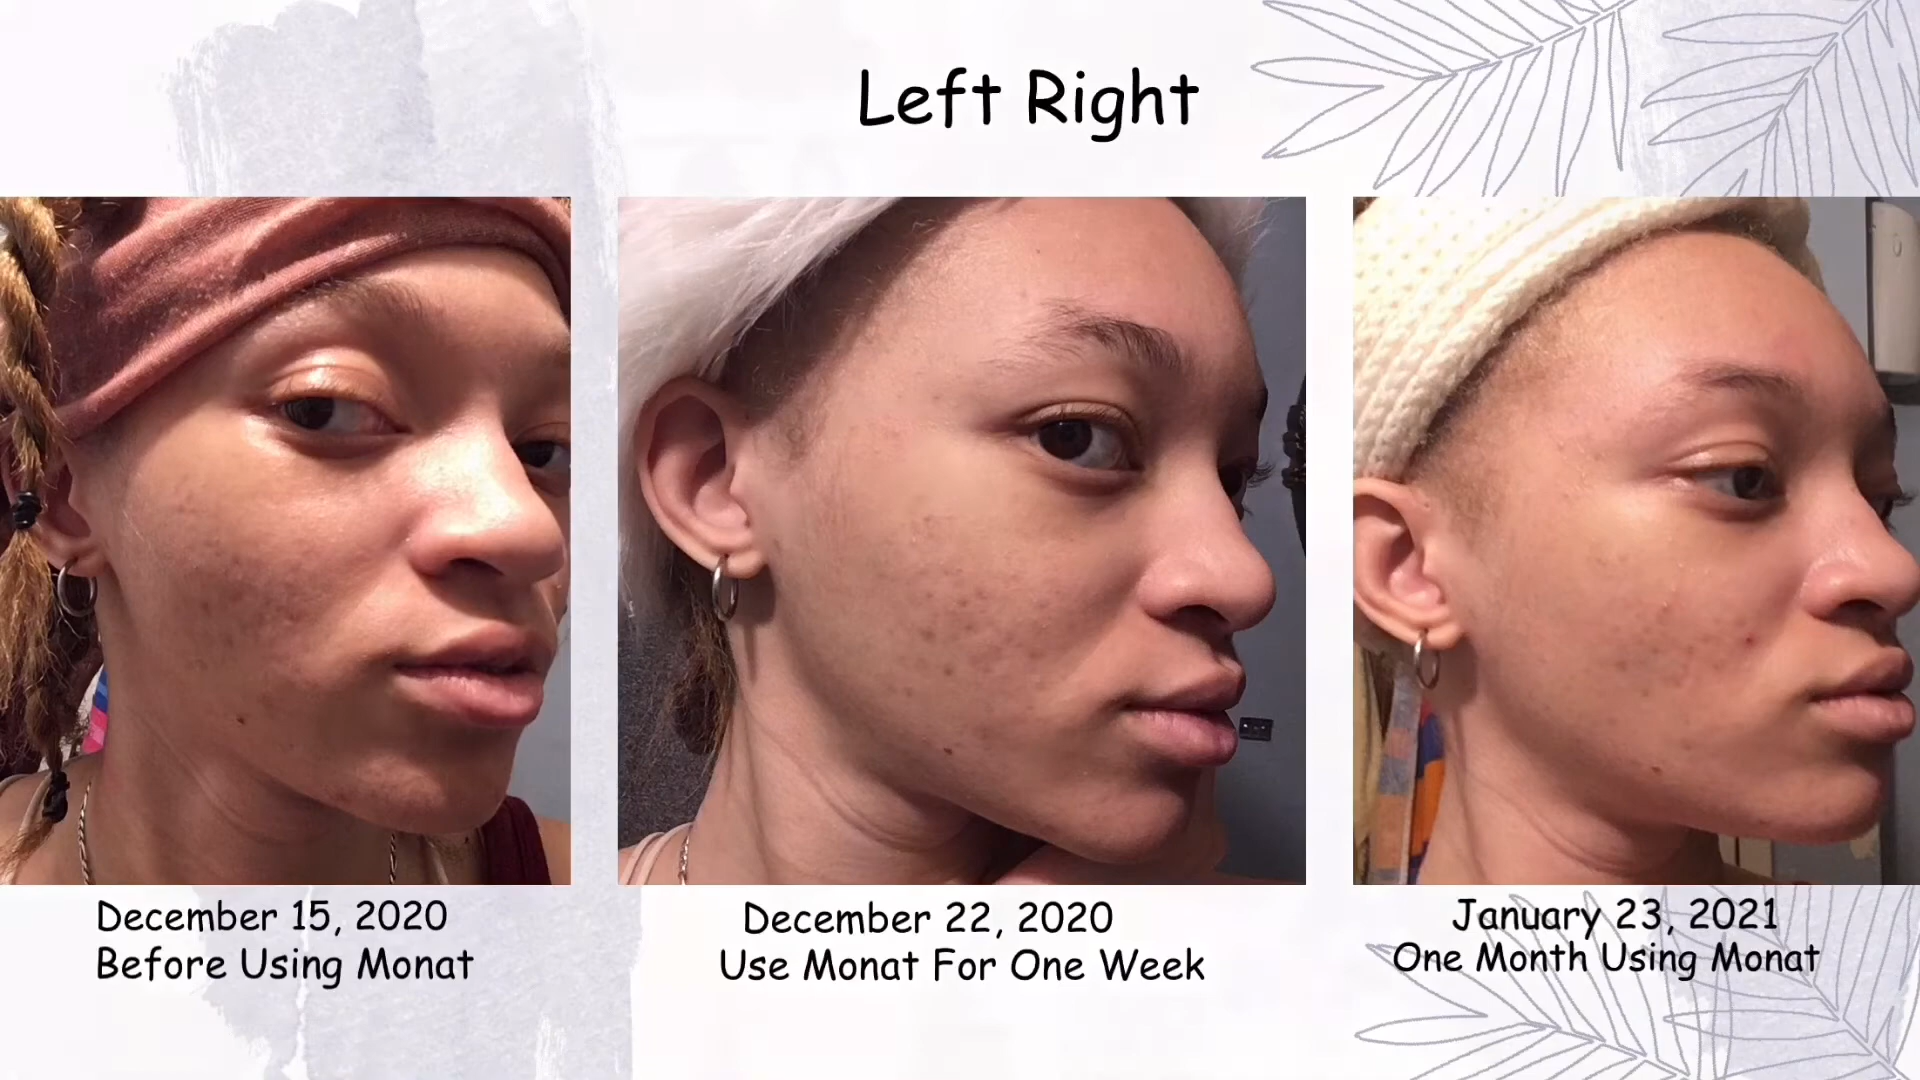 Left Right
December 15, 2020
Before Using Monat
December 22, 2020
Use Monat For One Week
January 23, 2021
One Month Using Monat